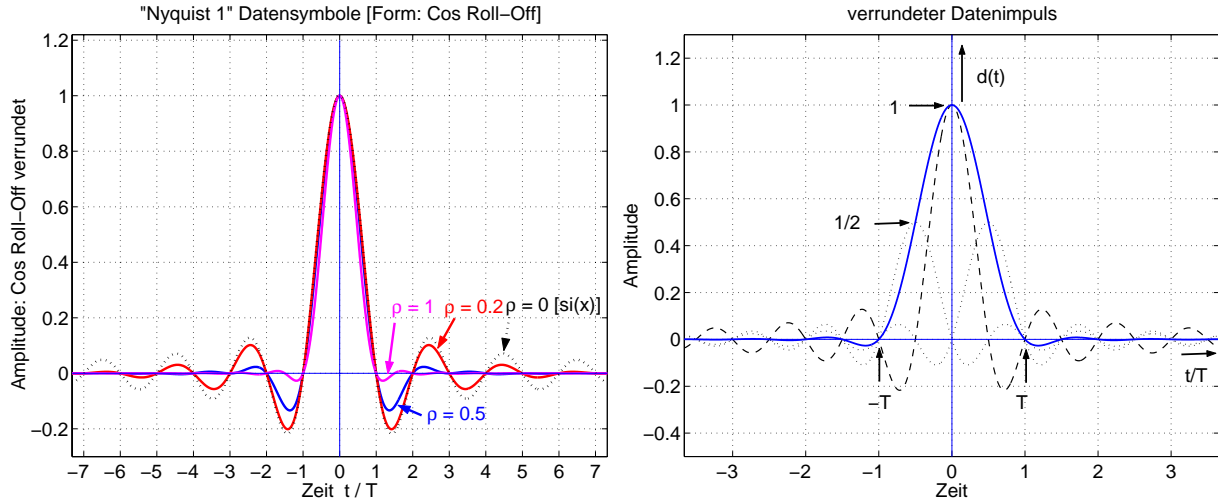 "Nyquist 1" Datensymbole [Form: Cos Roll−Off]
Amplitude: Cos Roll−Off verrundet
1
0.8
0.6
0.4
0.2
0
−0.2
ρ = 1
ρ = 0.2
ρ = 0 [si(x)]
ρ = 0.5
−7 −6 −5 −4 −3 −2 −1 0 1 2 3 4 5 6 7
Zeit t / T
verrundeter Datenimpuls
Amplitude
1.2
1
0.8
0.6
0.4
0.2
0
−0.2
−0.4
d(t)
1
1/2
−T
T
t/T
−3 −2 −1 0 1 2 3
Zeit